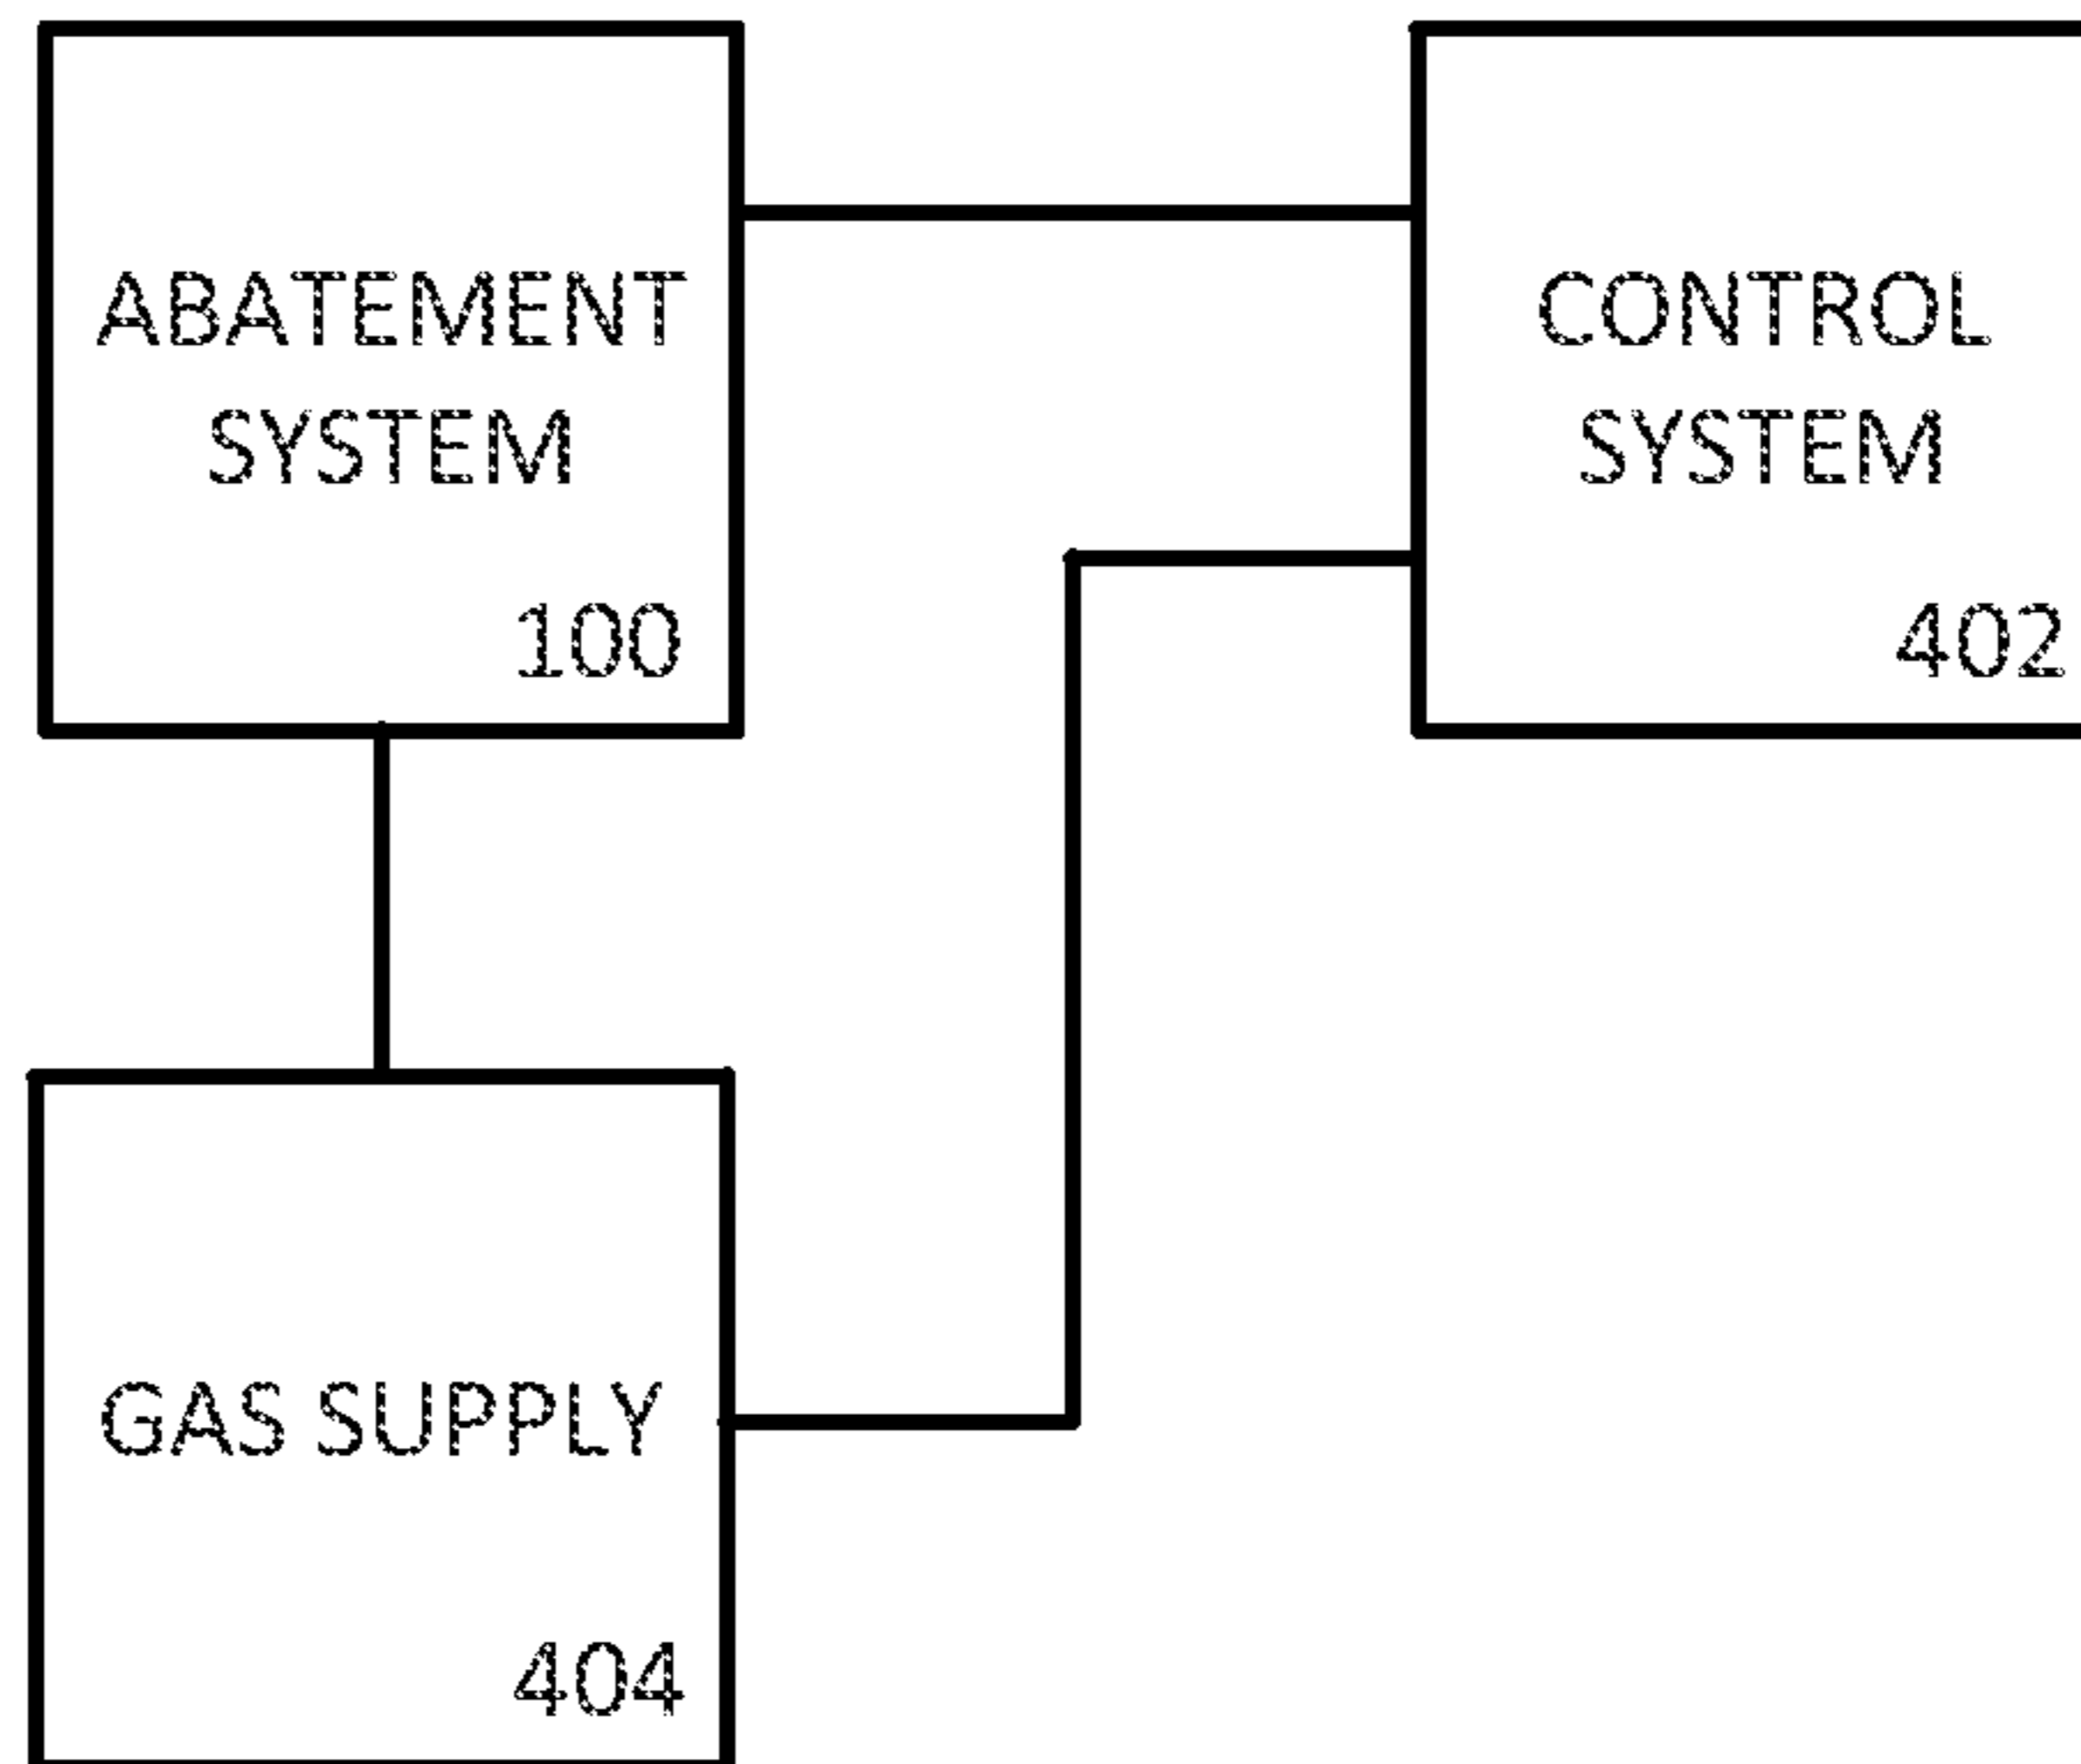 ABATEMENT
SYSTEM
100
CONTROL
SYSTEM
402
GAS SUPPLY
404